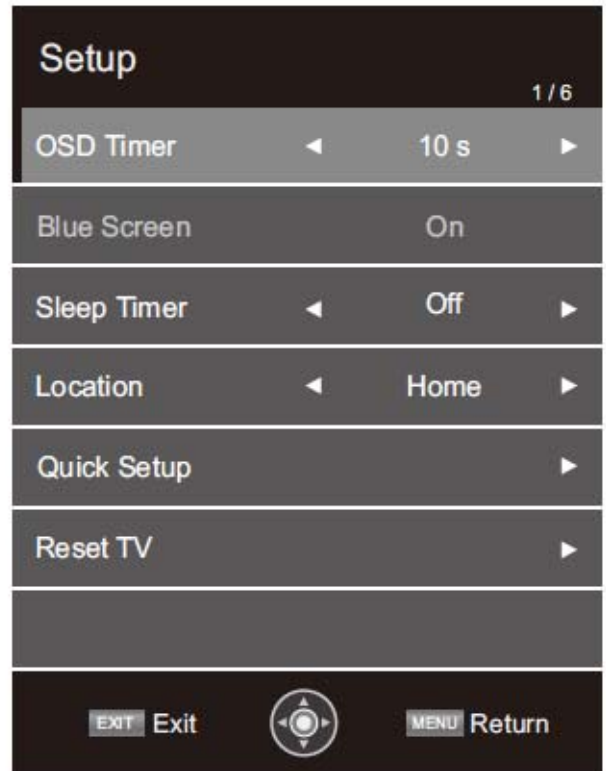 Setup
1 / 6
OSD Timer ◄ 10 s ►
Blue Screen On
Sleep Timer ◄ Off ►
Location ◄ Home ►
Quick Setup ►
Reset TV ►
EXIT Exit MENU Return